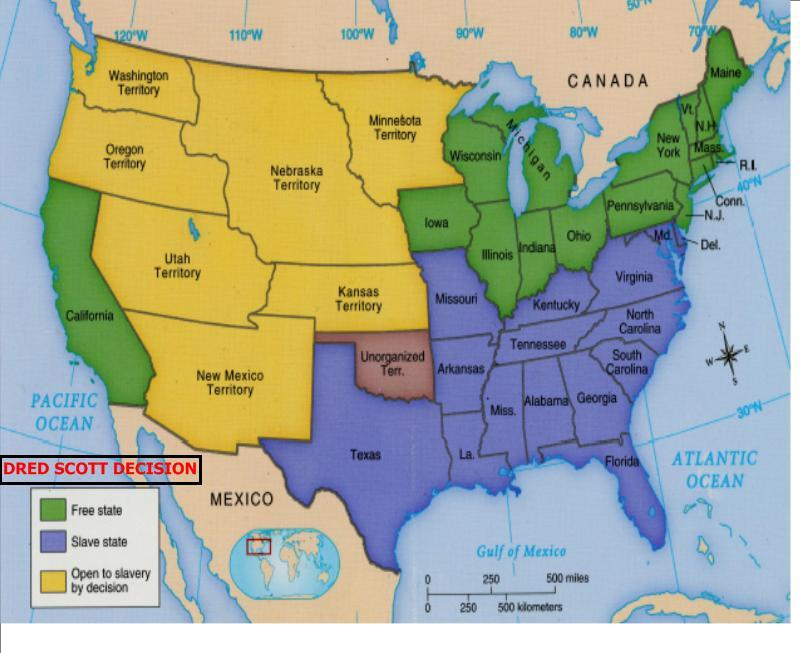 50°N
120°W
110°W
100°W
90°W
80°W
70°W
CANADA
Washington
Territory
Oregon
Territory
Nebraska
Territory
Minnesota
Territory
Wisconsin
Michigan
Maine
Vt.
N.H.
New
York
Mass.
R.I.
40°N
Conn.
N.J.
Pennsylvania
Iowa
Illinois
Indiana
Ohio
Md.
Del.
Utah
Territory
Kansas
Territory
Missouri
Kentucky
Virginia
California
North
Carolina
Tennessee
New Mexico
Territory
Unorganized
Terr.
Arkansas
South
Carolina
Miss.
Alabama
Georgia
N
W
E
S
30°N
PACIFIC
OCEAN
Texas
La.
Florida
ATLANTIC
OCEAN
DRED SCOTT DECISION
MEXICO
Free state
Slave state
Open to slavery
by decision
Gulf of Mexico
0 250 500 miles
0 250 500 kilometers